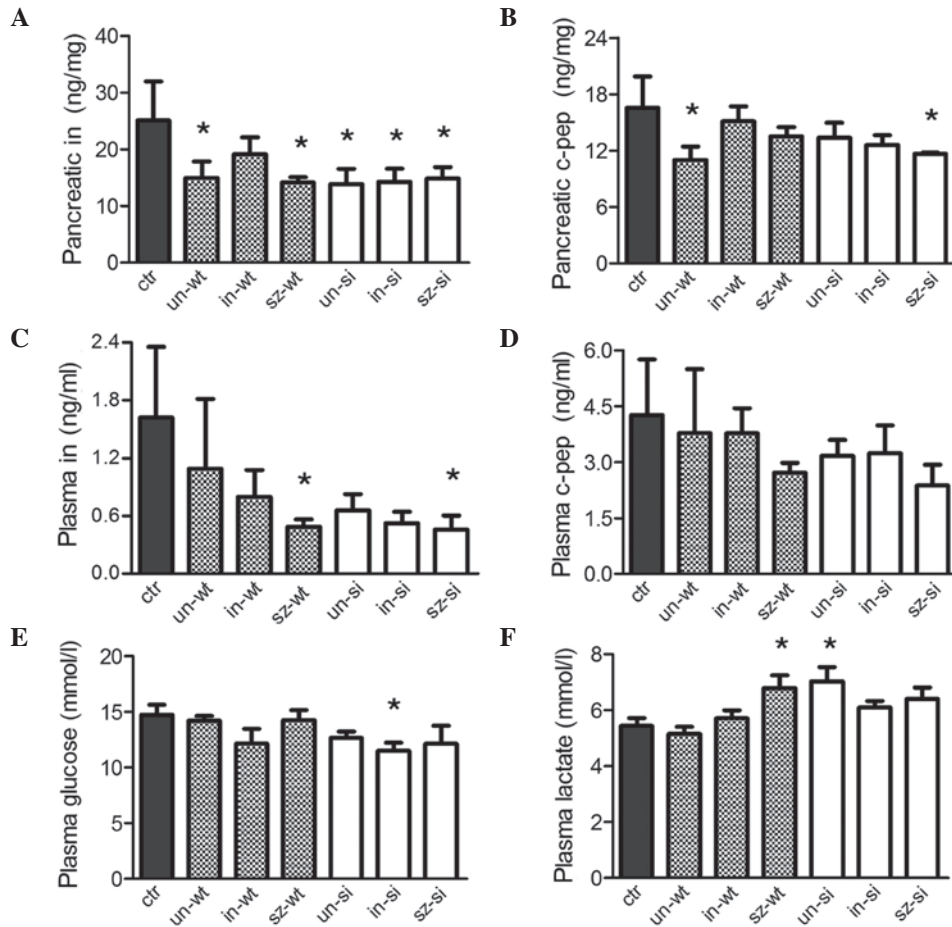 A
Pancreatic in (ng/mg)
40
30
20
10
0
* * * * *
ctr un-wt in-wt sz-wt un-si in-si sz-si
B
Pancreatic c-pep (ng/mg)
24
18
12
6
0
* *
ctr un-wt in-wt sz-wt un-si in-si sz-si
C
Plasma in (ng/ml)
2.4
1.8
1.2
0.6
0.0
* *
ctr un-wt in-wt sz-wt un-si in-si sz-si
D
Plasma c-pep (ng/ml)
6.0
4.5
3.0
1.5
0.0
ctr un-wt in-wt sz-wt un-si in-si sz-si
E
Plasma glucose (mmol/l)
20
15
10
5
0
*
ctr un-wt in-wt sz-wt un-si in-si sz-si
F
Plasma lactate (mmol/l)
8
6
4
2
0
* *
ctr un-wt in-wt sz-wt un-si in-si sz-si